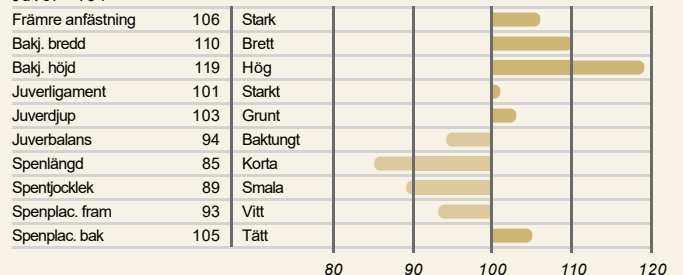 Främre anfästning 106 Stark
Bakj. bredd 110 Brett
Bakj. höjd 119 Hög
Juverligament 101 Starkt
Juverdjup 103 Grunt
Juverbalans 94 Baktungt
Spenlängd 85 Korta
Spentjocklek 89 Smala
Spenplac. fram 93 Vitt
Spenplac. bak 105 Tätt
80 90 100 110 120